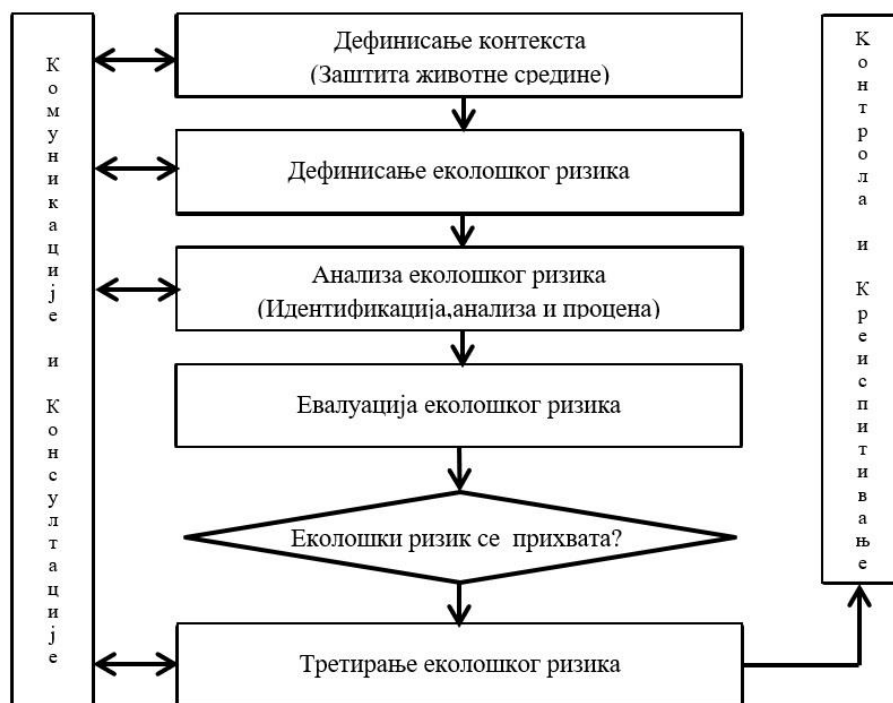 Комуникације и Консултације
Дефинисање контекста
(Заштита животне средине)
Дефинисање еколошког ризика
Анализа еколошког ризика
(Идентификација,анализа и процена)
Евалуација еколошког ризика
Еколошки ризик се прихвата?
Третирање еколошког ризика
Контрола и Креиспитивање